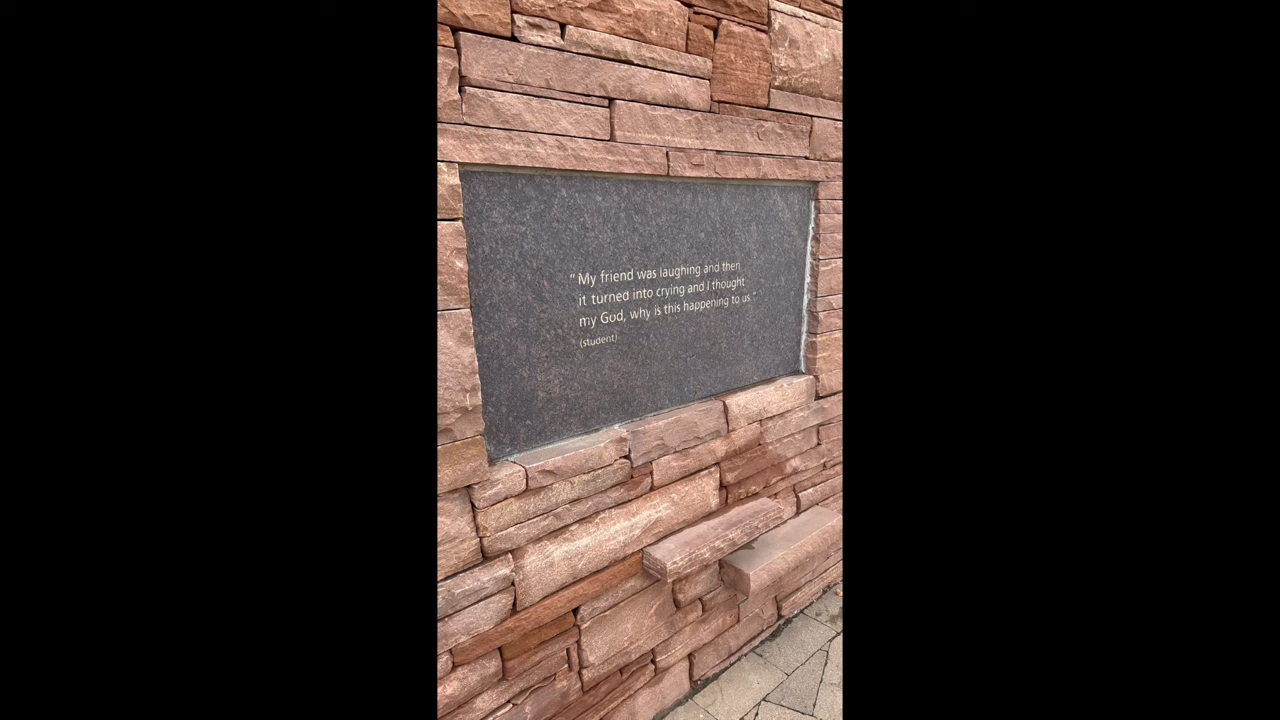 “ My friend was laughing and then
it turned into crying and I thought
my God, why is this happening to us.”
(student)